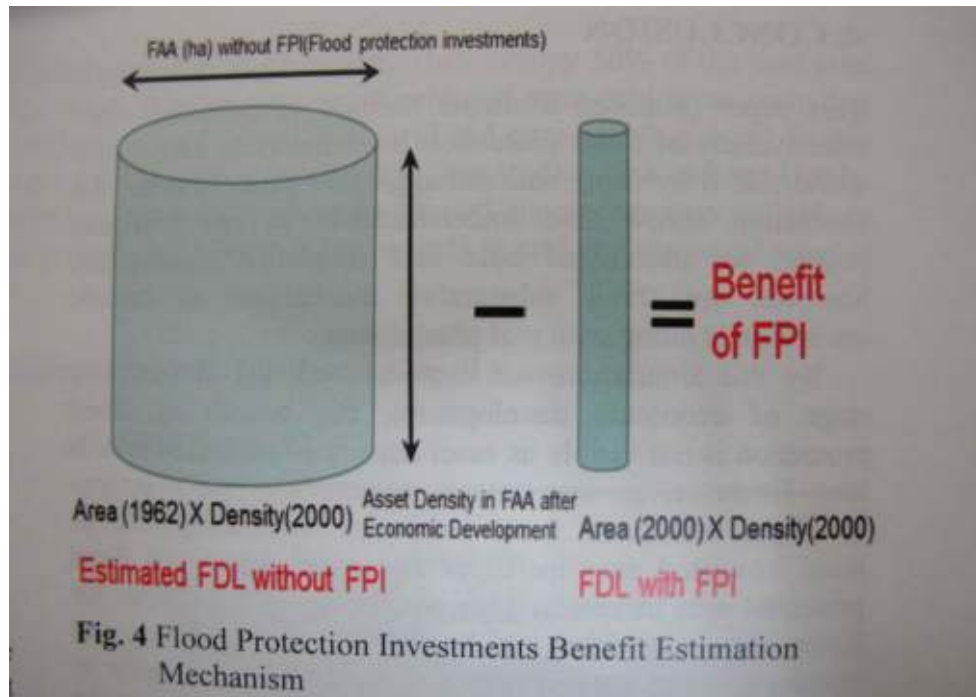 FAA (ha) without FPI(Flood protection investments)
Benefit
of FPI
Area (1962) X Density(2000)
Asset Density in FAA after
Economic Development
Area (2000) X Density(2000)
Estimated FDL without FPI
FDL with FPI
Fig. 4 Flood Protection Investments Benefit Estimation
Mechanism